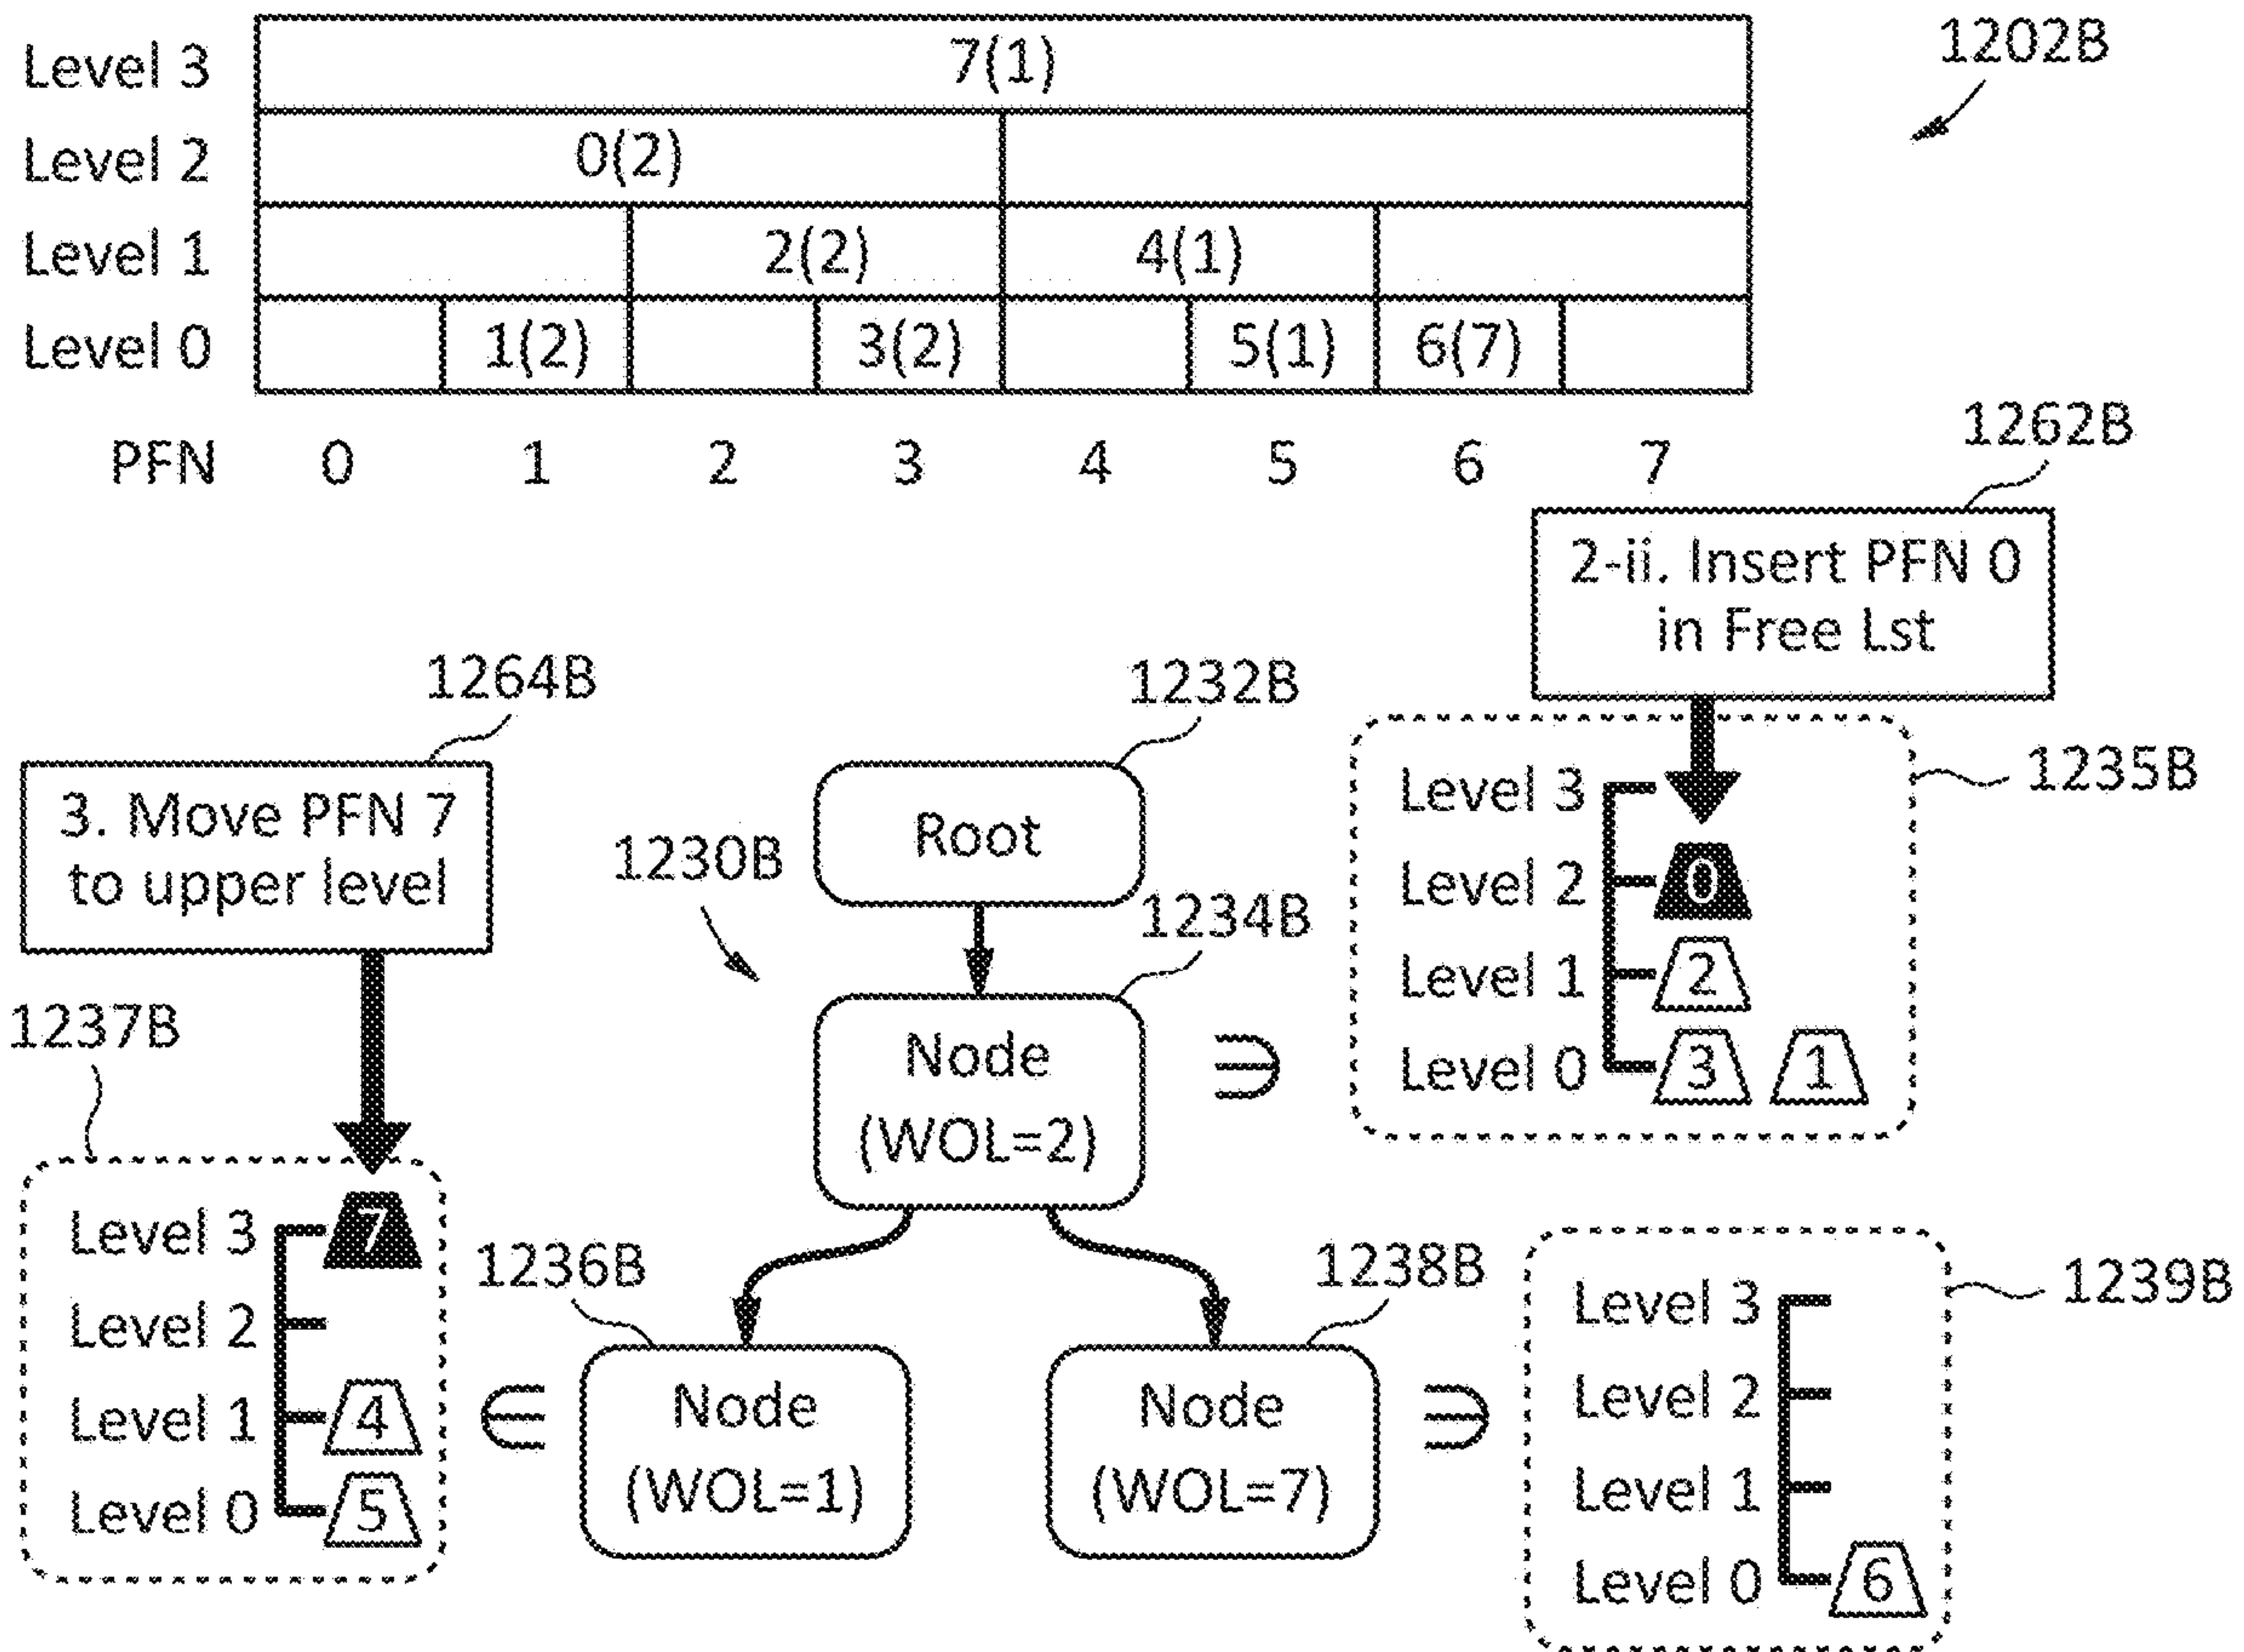 Level 3 7(1) 1202B
Level 2 0(2)
Level 1 2(2) 4(1)
Level 0 1(2) 3(2) 5(1) 6(7)
PFN 0 1 2 3 4 5 6 7
1262B
2-ii. Insert PFN 0
in Free Lst
1264B
3. Move PFN 7
to upper level
1232B
Root
1230B
1234B
Node
(WOL=2)
∋
1235B
Level 3
Level 2 0
Level 1 2
Level 0 3 1
1237B
Level 3 7
Level 2
Level 1 4
Level 0 5
∈
1236B
Node
(WOL=1)
1238B
Node
(WOL=7)
∋
1239B
Level 3
Level 2
Level 1
Level 0 6